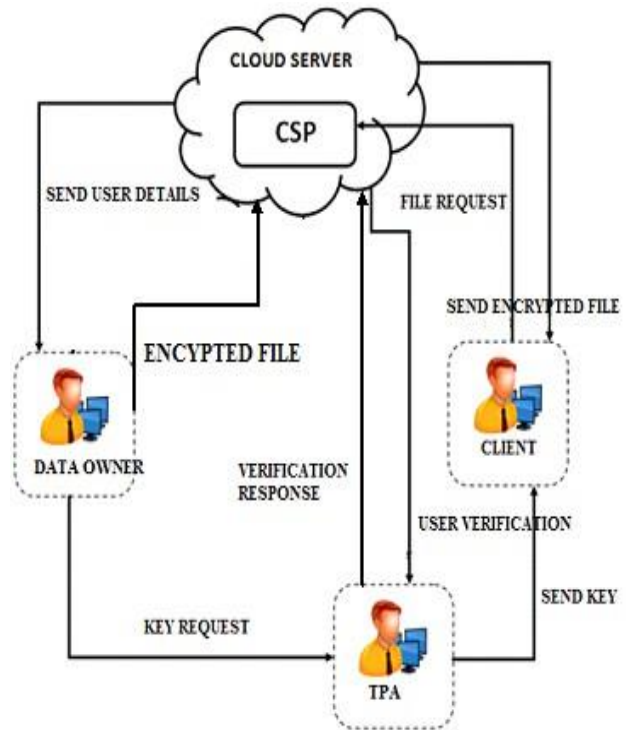 CLOUD SERVER
CSP
SEND USER DETAILS
FILE REQUEST
SEND ENCRYPTED FILE
ENCYPTED FILE
DATA OWNER
CLIENT
VERIFICATION
RESPONSE
USER VERIFICATION
SEND KEY
KEY REQUEST
TPA